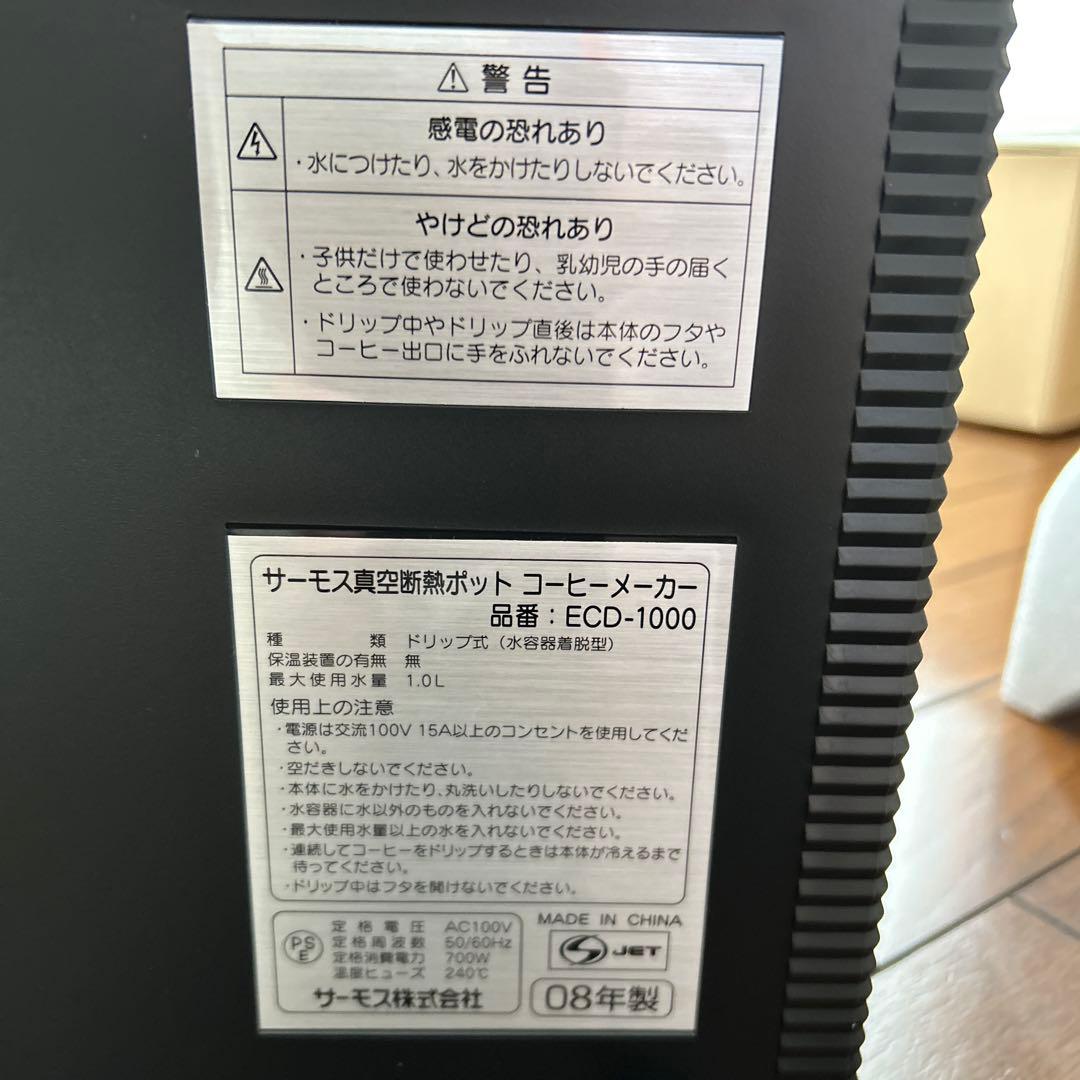 ⚠ 警告
感電の恐れあり
・水につけたり、水をかけたりしないでください。
やけどの恐れあり
・子供だけで使わせたり、乳幼児の手の届く
ところで使わないでください。
・ドリップ中やドリップ直後は本体のフタや
コーヒー出口に手をふれないでください。
サーモス真空断熱ポット コーヒーメーカー
品番：ECD-1000
種類 ドリップ式（水容器着脱型）
保温装置の有無 無
最大使用水量 1.0L
使用上の注意
・電源は交流100V 15A以上のコンセントを使用してくだ
さい。
・空だきしないでください。
・本体に水をかけたり、丸洗いしたりしないでください。
・水容器に水以外のものを入れないでください。
・最大使用水量以上の水を入れないでください。
・連続してコーヒーをドリップするときは本体が冷えるまで
待ってください。
・ドリップ中はフタを開けないでください。
PSE
定格電圧 AC100V
定格周波数 50/60Hz
定格消費電力 700W
温度ヒューズ 240℃
サーモス株式会社
MADE IN CHINA
S JET
08年製